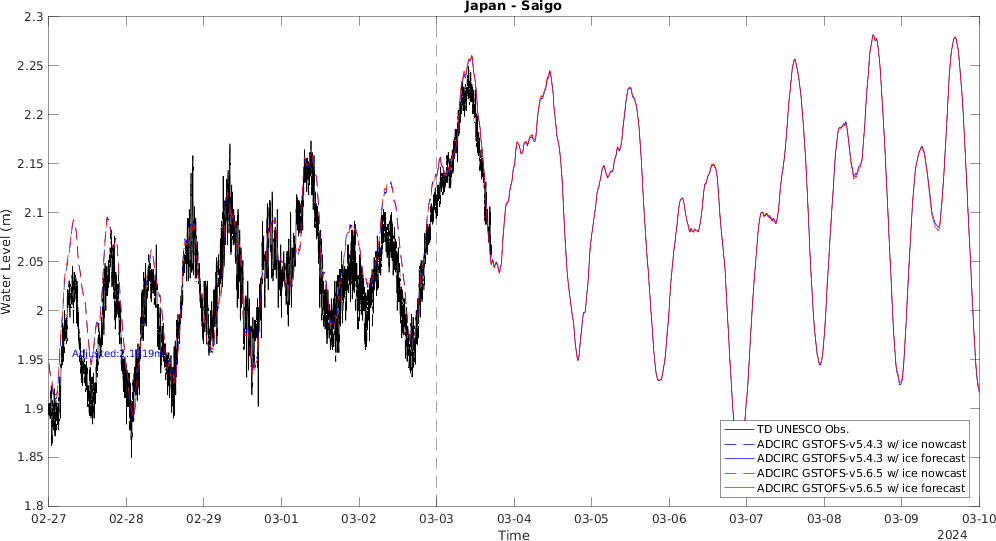 Japan - Saigo
Water Level (m)
2.3
2.25
2.2
2.15
2.1
2.05
2
1.95
1.9
1.85
1.8
TD UNESCO Obs.
ADCIRC GSTOFS-v5.4.3 w/ ice nowcast
ADCIRC GSTOFS-v5.4.3 w/ ice forecast
ADCIRC GSTOFS-v5.6.5 w/ ice nowcast
ADCIRC GSTOFS-v5.6.5 w/ ice forecast
02-27 02-28 02-29 03-01 03-02 03-03 03-04 03-05 03-06 03-07 03-08 03-09 03-10
Time
2024